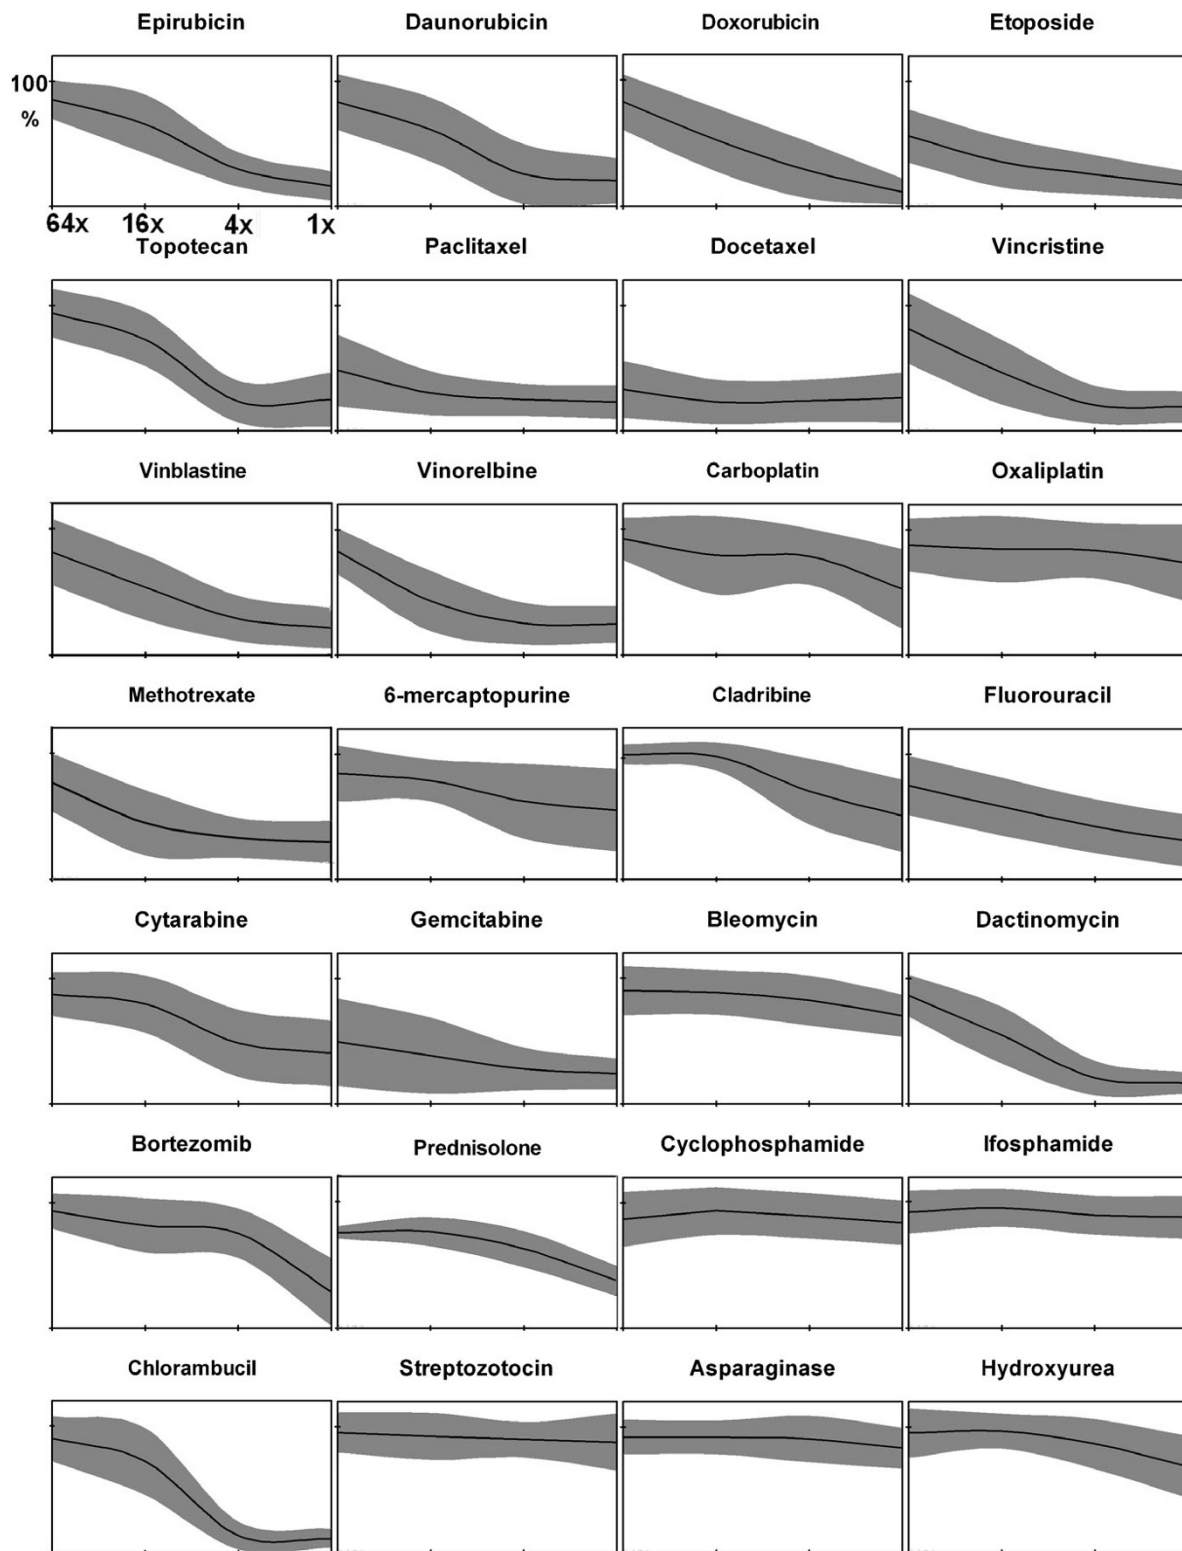 Epirubicin Daunorubicin Doxorubicin Etoposide
100
%
64x 16x 4x 1x
Topotecan Paclitaxel Docetaxel Vincristine
Vinblastine Vinorelbine Carboplatin Oxaliplatin
Methotrexate 6-mercaptopurine Cladribine Fluorouracil
Cytarabine Gemcitabine Bleomycin Dactinomycin
Bortezomib Prednisolone Cyclophosphamide Ifosphamide
Chlorambucil Streptozotocin Asparaginase Hydroxyurea